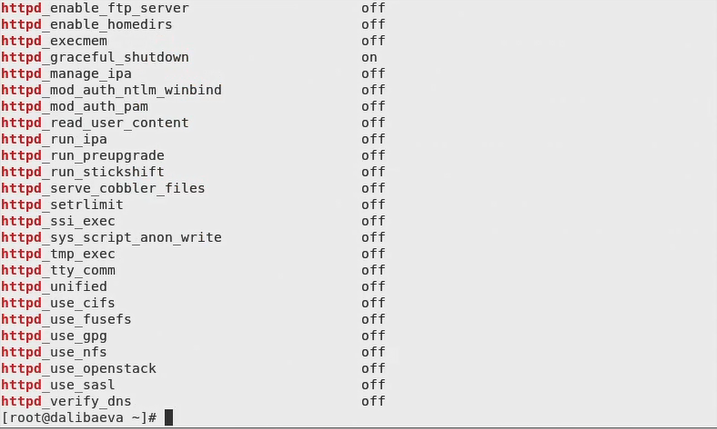 httpd_enable_ftp_server off
httpd_enable_homedirs off
httpd_execmem off
httpd_graceful_shutdown on
httpd_manage_ipa off
httpd_mod_auth_ntlm_winbind off
httpd_mod_auth_pam off
httpd_read_user_content off
httpd_run_ipa off
httpd_run_preupgrade off
httpd_run_stickshift off
httpd_serve_cobbler_files off
httpd_setrlimit off
httpd_ssi_exec off
httpd_sys_script_anon_write off
httpd_tmp_exec off
httpd_tty_comm off
httpd_unified off
httpd_use_cifs off
httpd_use_fusefs off
httpd_use_gpg off
httpd_use_nfs off
httpd_use_openstack off
httpd_use_sasl off
httpd_verify_dns off
[root@dalibaeva ~]#